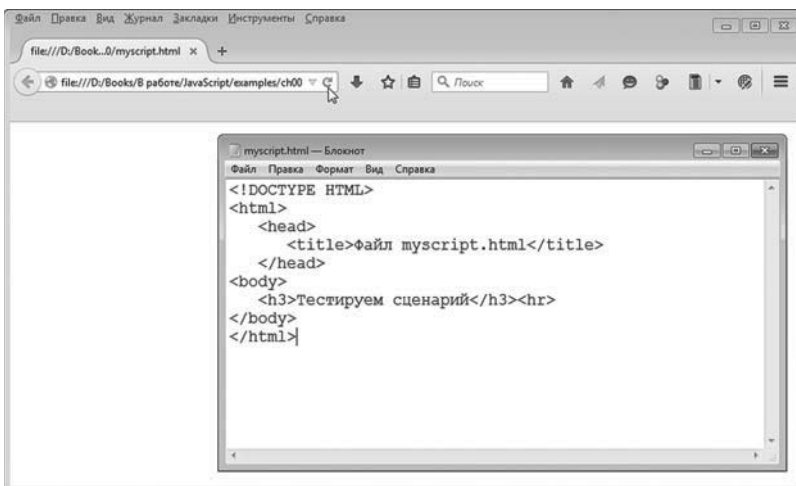 Файл Правка Вид Журнал Закладки Инструменты Справка
file:///D:/Book...0/myscript.html × +
file:///D:/Books/В работе/JavaScript/examples/ch00
Поиск
myscript.html — Блокнот
Файл Правка Формат Вид Справка
<!DOCTYPE HTML>
<html>
<head>
<title>Файл myscript.html</title>
</head>
<body>
<h3>Тестируем сценарий</h3><hr>
</body>
</html>